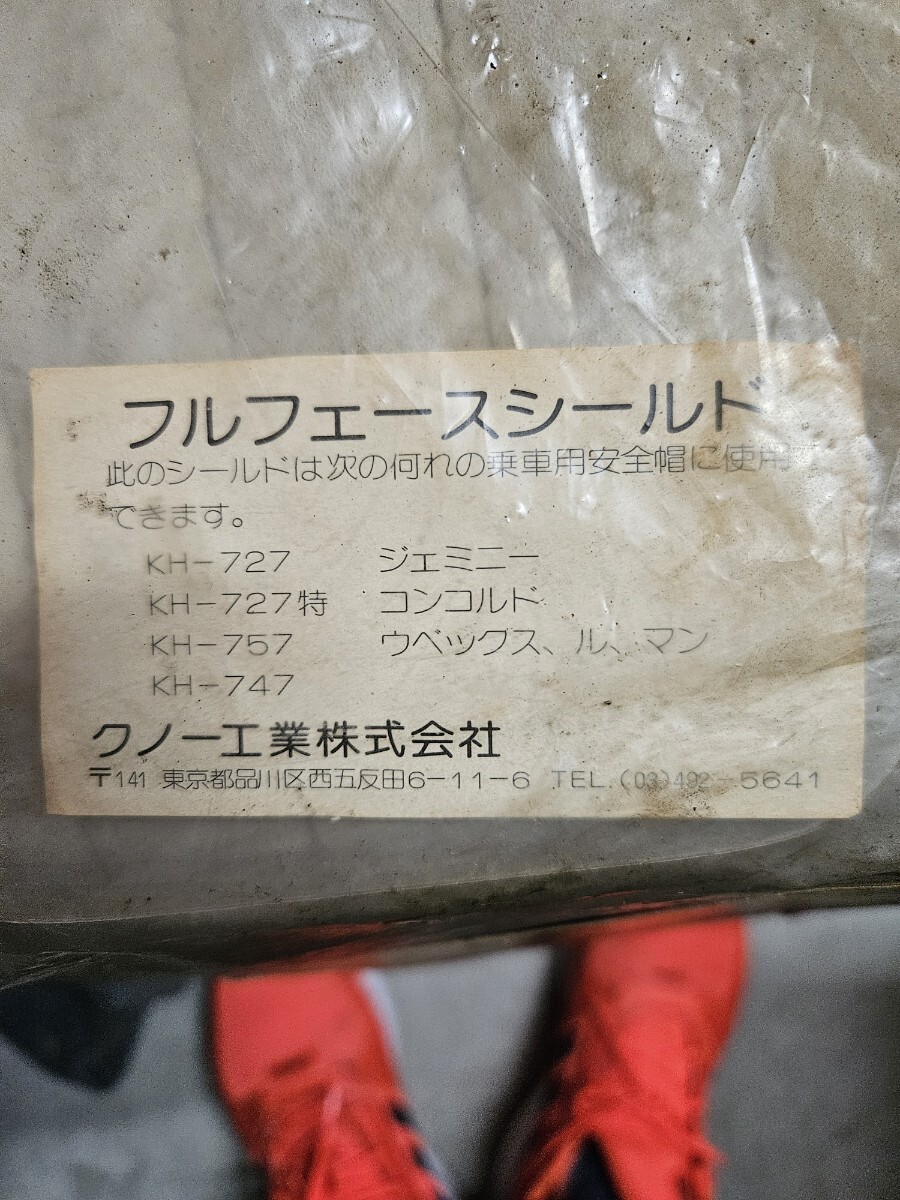 フルフェースシールド
此のシールドは次の何れの乗車用安全帽に使用
できます。
KH-727 ジェミニー
KH-727特 コンコルド
KH-757 ウベックス、ル、マン
KH-747
クノー工業株式会社
〒141 東京都品川区西五反田6-11-6 TEL.(03)492-5641